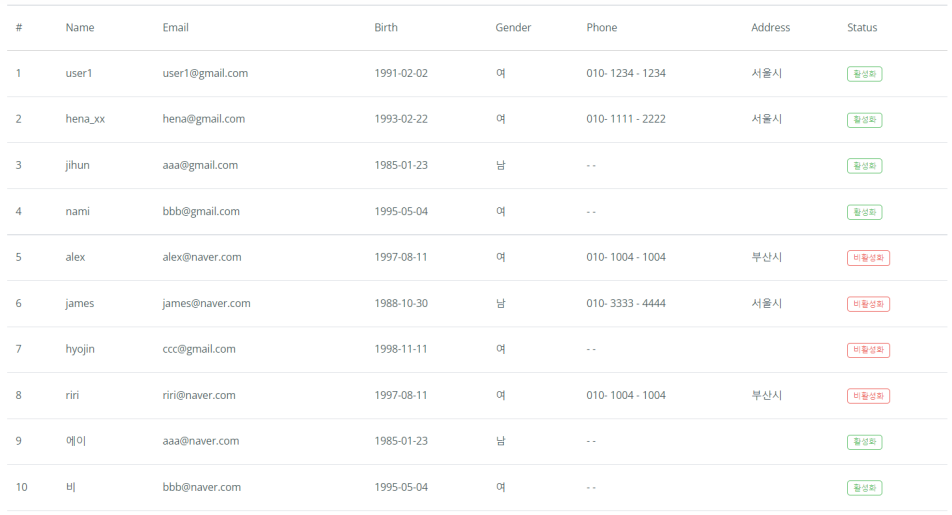 # Name Email Birth Gender Phone Address Status
1 user1 user1@gmail.com 1991-02-02 여 010- 1234 - 1234 서울시 활성화
2 hena_xx hena@gmail.com 1993-02-22 여 010- 1111 - 2222 서울시 활성화
3 jihun aaa@gmail.com 1985-01-23 남 - - 활성화
4 nami bbb@gmail.com 1995-05-04 여 - - 활성화
5 alex alex@naver.com 1997-08-11 여 010- 1004 - 1004 부산시 비활성화
6 james james@naver.com 1988-10-30 남 010- 3333 - 4444 서울시 비활성화
7 hyojin ccc@gmail.com 1998-11-11 여 - - 비활성화
8 riri riri@naver.com 1997-08-11 여 010- 1004 - 1004 부산시 비활성화
9 에이 aaa@naver.com 1985-01-23 남 - - 활성화
10 비 bbb@naver.com 1995-05-04 여 - - 활성화